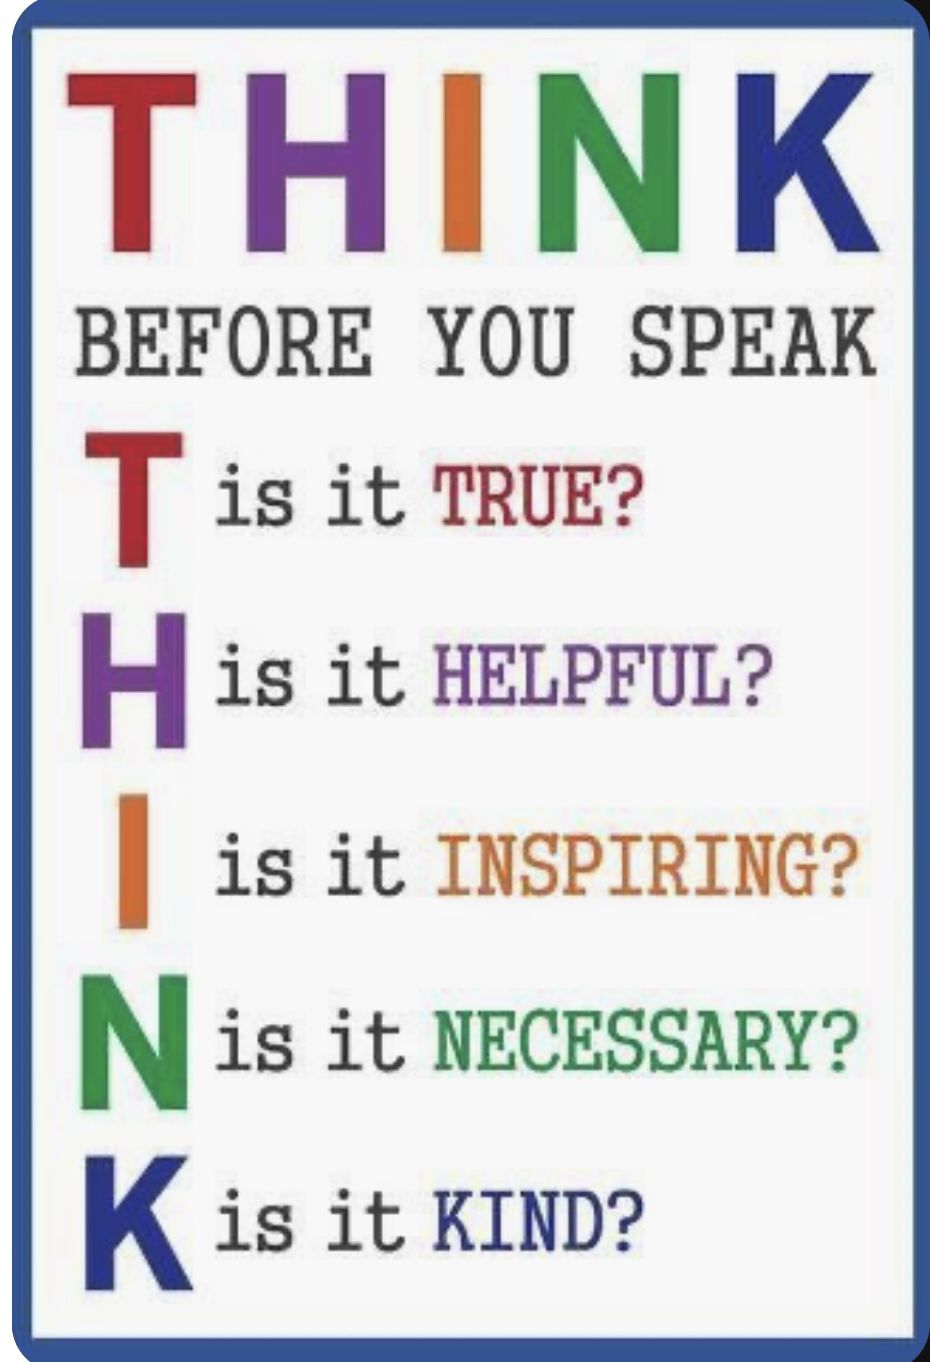 THINK
BEFORE YOU SPEAK
T is it TRUE?
H is it HELPFUL?
I is it INSPIRING?
N is it NECESSARY?
K is it KIND?